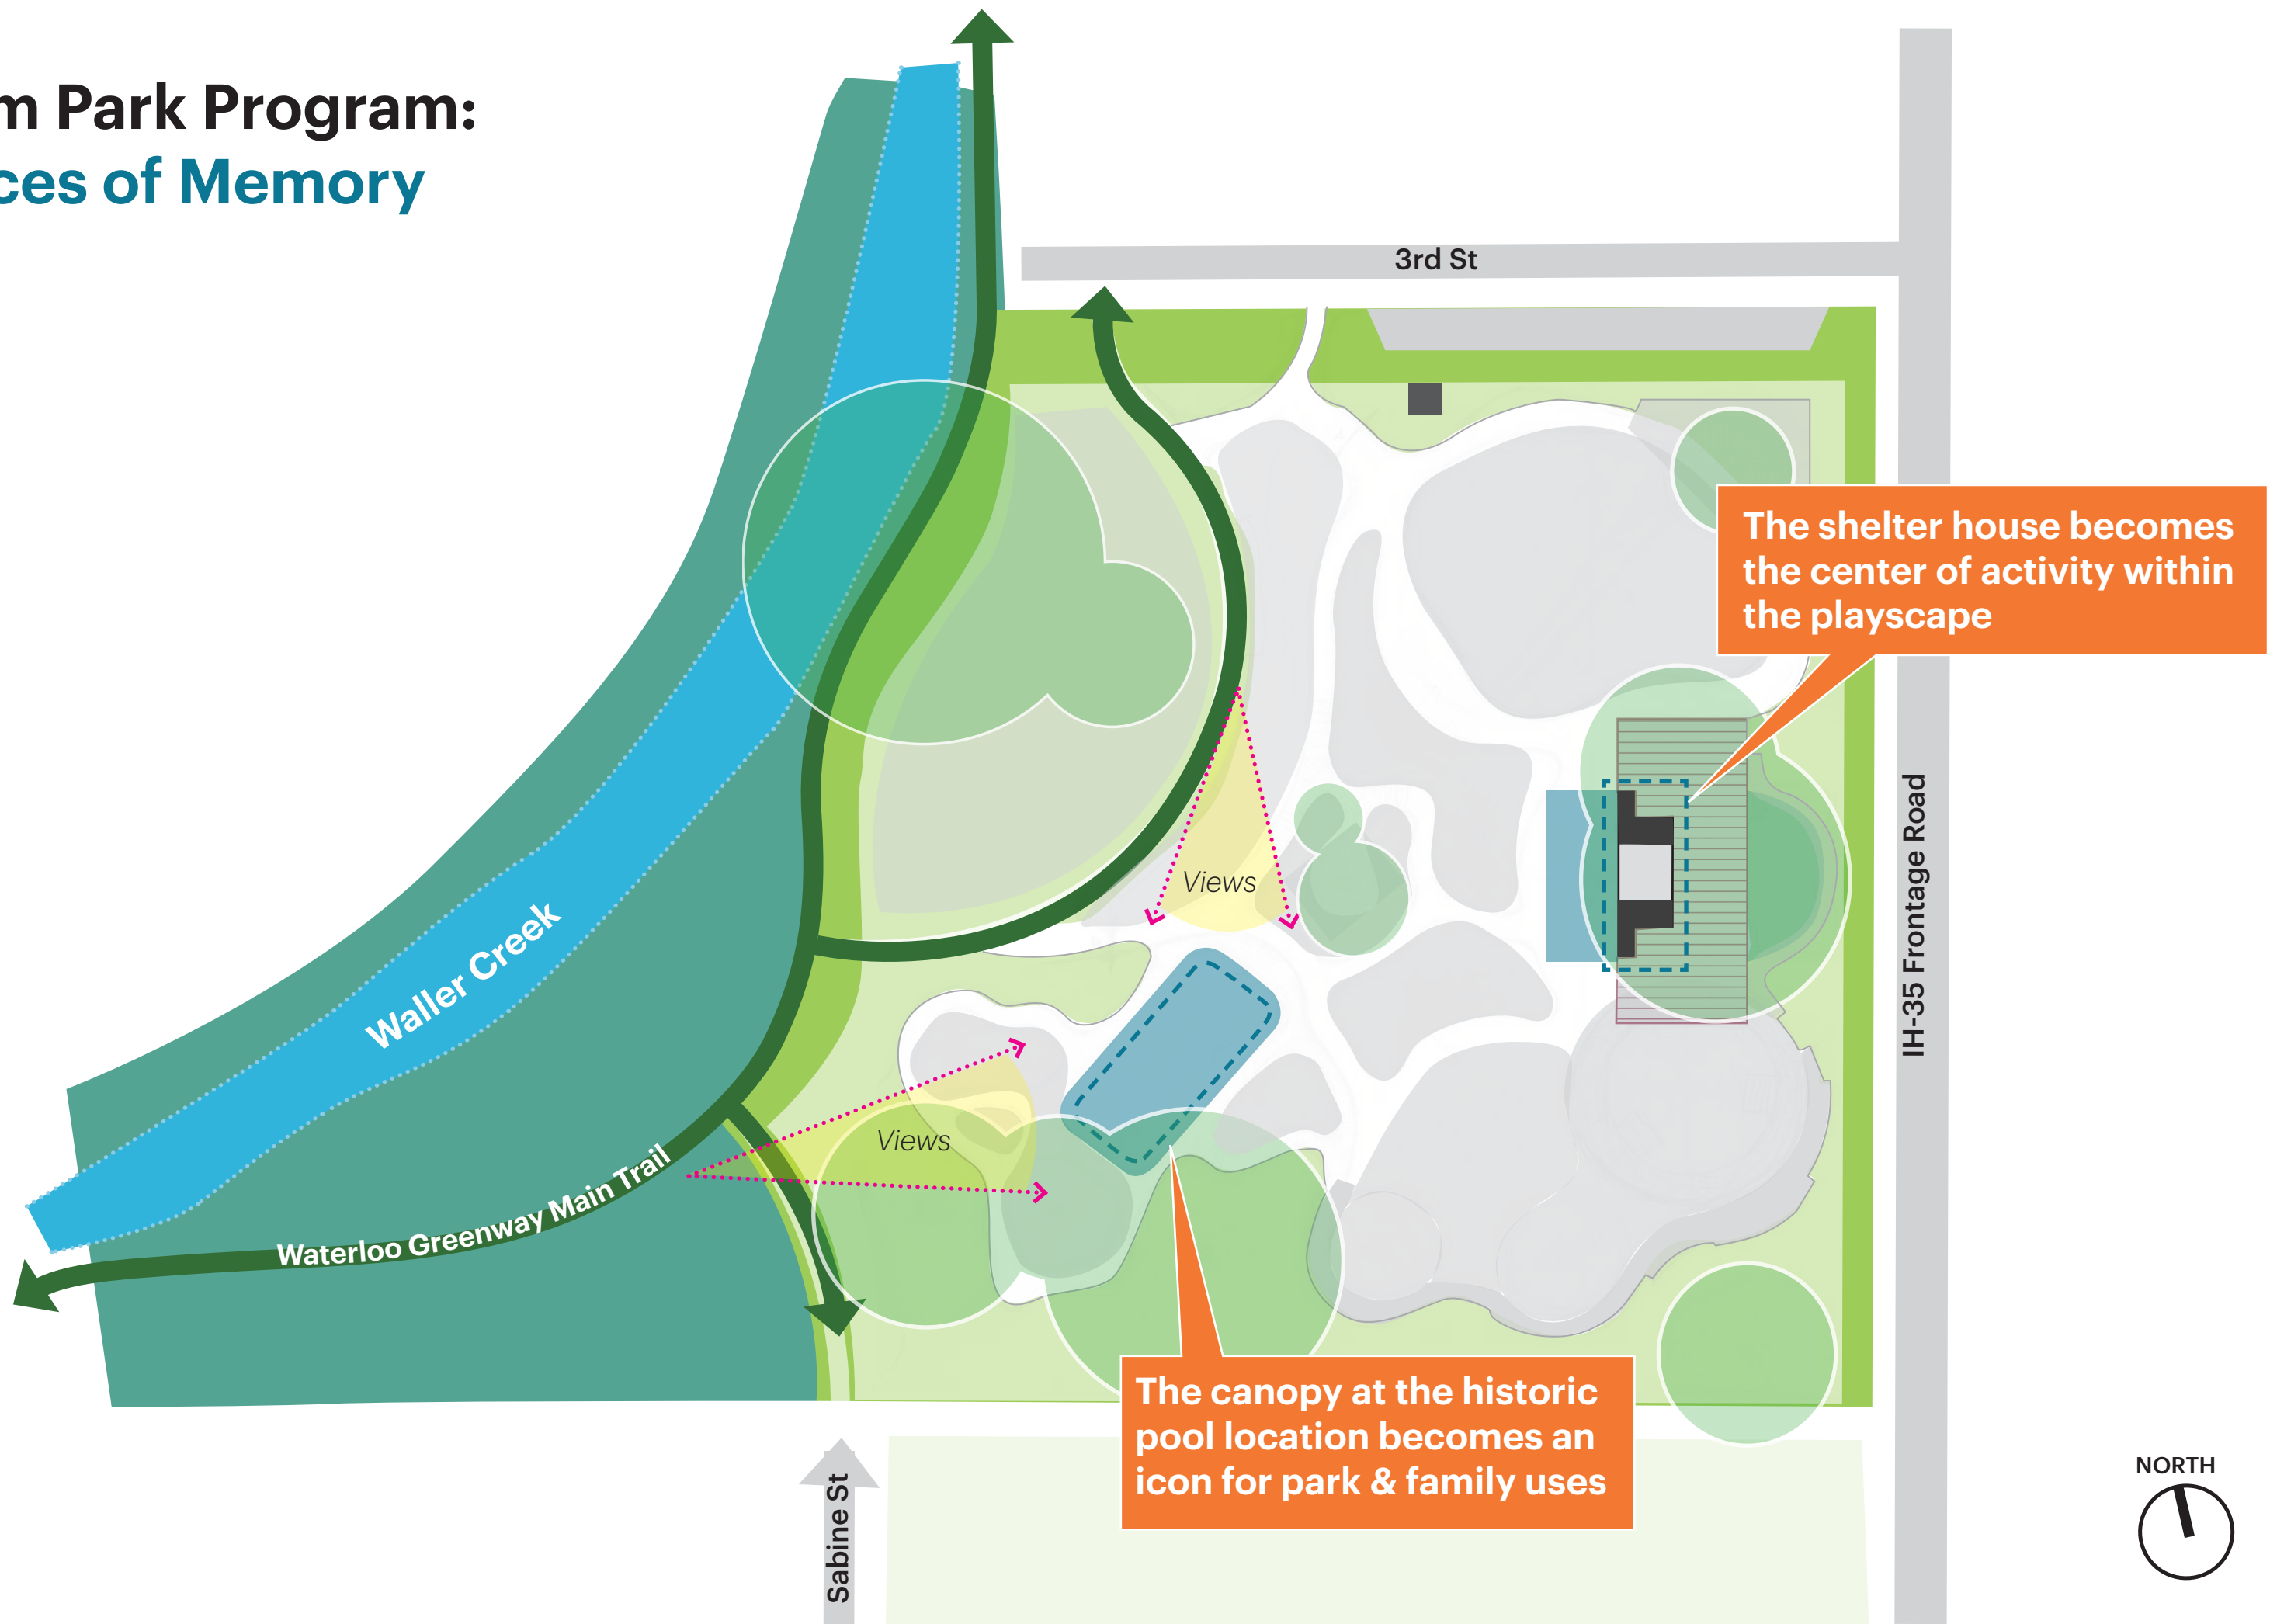 m Park Program:
ces of Memory
3rd St
The shelter house becomes
the center of activity within
the playscape
IH-35 Frontage Road
Views
Waller Creek
Views
Waterloo Greenway Main Trail
The canopy at the historic
pool location becomes an
icon for park & family uses
Sabine St
NORTH